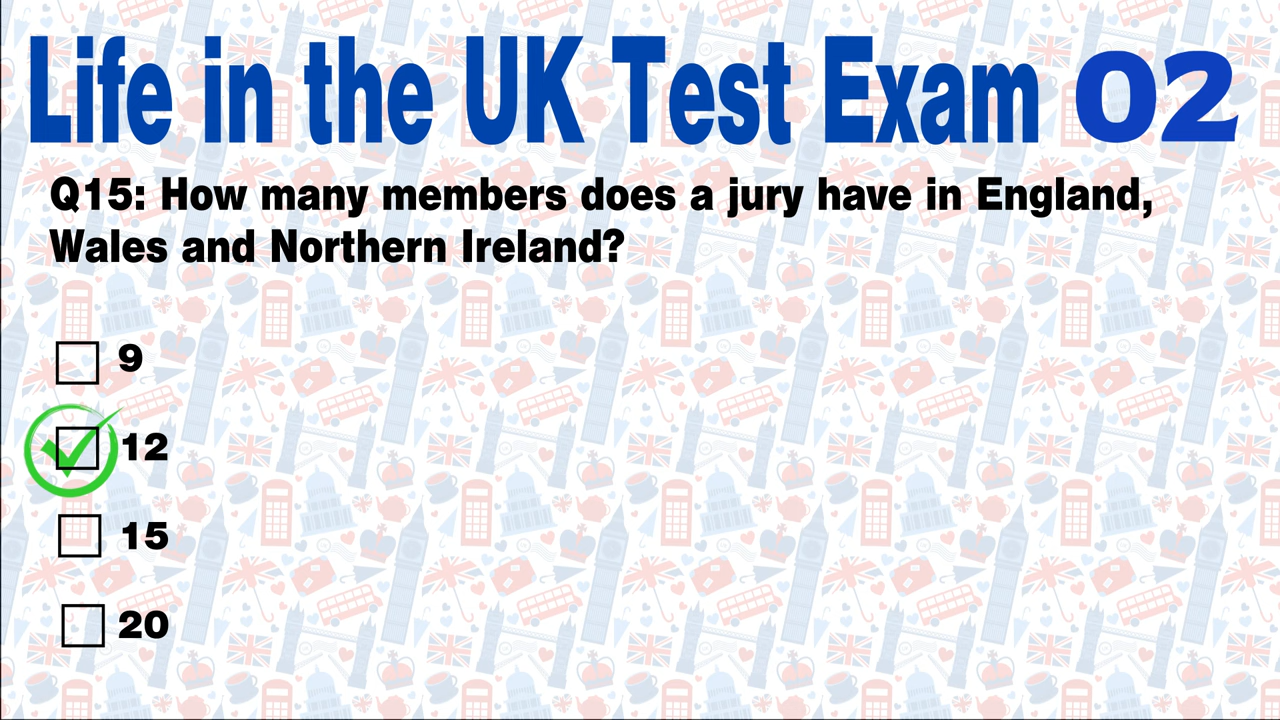 Life in the UK Test Exam 02
Q15: How many members does a jury have in England,
Wales and Northern Ireland?
9
12
15
20